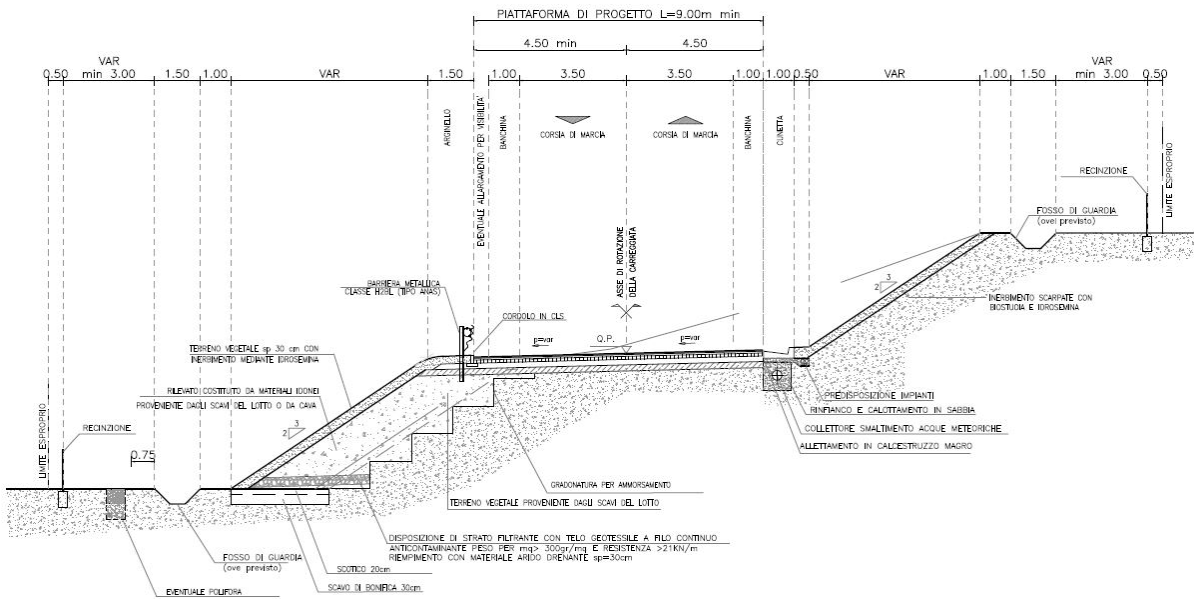 PIATTAFORMA DI PROGETTO L=9.00m min
4.50 min
4.50
VAR
VAR
0.50
min 3.00
1.50
1.00
VAR
1.50
1.00
3.50
3.50
1.00
1.00
0.50
VAR
1.00
1.50
min 3.00
0.50
ARGINELLO
EVENTUALE ALLARGAMENTO PER VISIBILITA'
BANCHINA
CORSIA DI MARCIA
CORSIA DI MARCIA
BANCHINA
CUNETTA
RECINZIONE
LIMITE ESPROPRIO
FOSSO DI GUARDIA
(ove previsto)
ASSE DI ROTAZIONE
DELLA CARREGGIATA
3
2
BARRIERA METALLICA
CLASSE H2BL (TIPO ANAS)
INERBIMENTO SCARPATE CON
BIOSTUOIA E IDROSEMINA
CORDOLO IN CLS
p=var
Q.P.
p=var
TERRENO VEGETALE sp 30 cm CON
INERBIMENTO MEDIANTE IDROSEMINA
RILEVATO COSTITUTO DA MATERIALI IDONEI
PROVENIENTE DAGLI SCAVI DEL LOTTO O DA CAVA
PREDISPOSIZIONE IMPIANTI
RINFIANCO E CALOTTAMENTO IN SABBIA
COLLETTORE SMALTIMENTO ACQUE METEORICHE
ALLETTAMENTO IN CALCESTRUZZO MAGRO
LIMITE ESPROPRIO
RECINZIONE
3
2
0.75
GRADONATURA PER AMMORSAMENTO
TERRENO VEGETALE PROVENIENTE DAGLI SCAVI DEL LOTTO
DISPOSIZIONE DI STRATO FILTRANTE CON TELO GEOTESSILE A FILO CONTINUO
ANTICONTAMINANTE PESO PER mq> 300gr/mq E RESISTENZA >21KN/m
RIEMPIMENTO CON MATERIALE ARIDO DRENANTE sp=30cm
FOSSO DI GUARDIA
(ove previsto)
SCOTICO 20cm
SCAVO DI BONIFICA 30cm
EVENTUALE POLIFORA